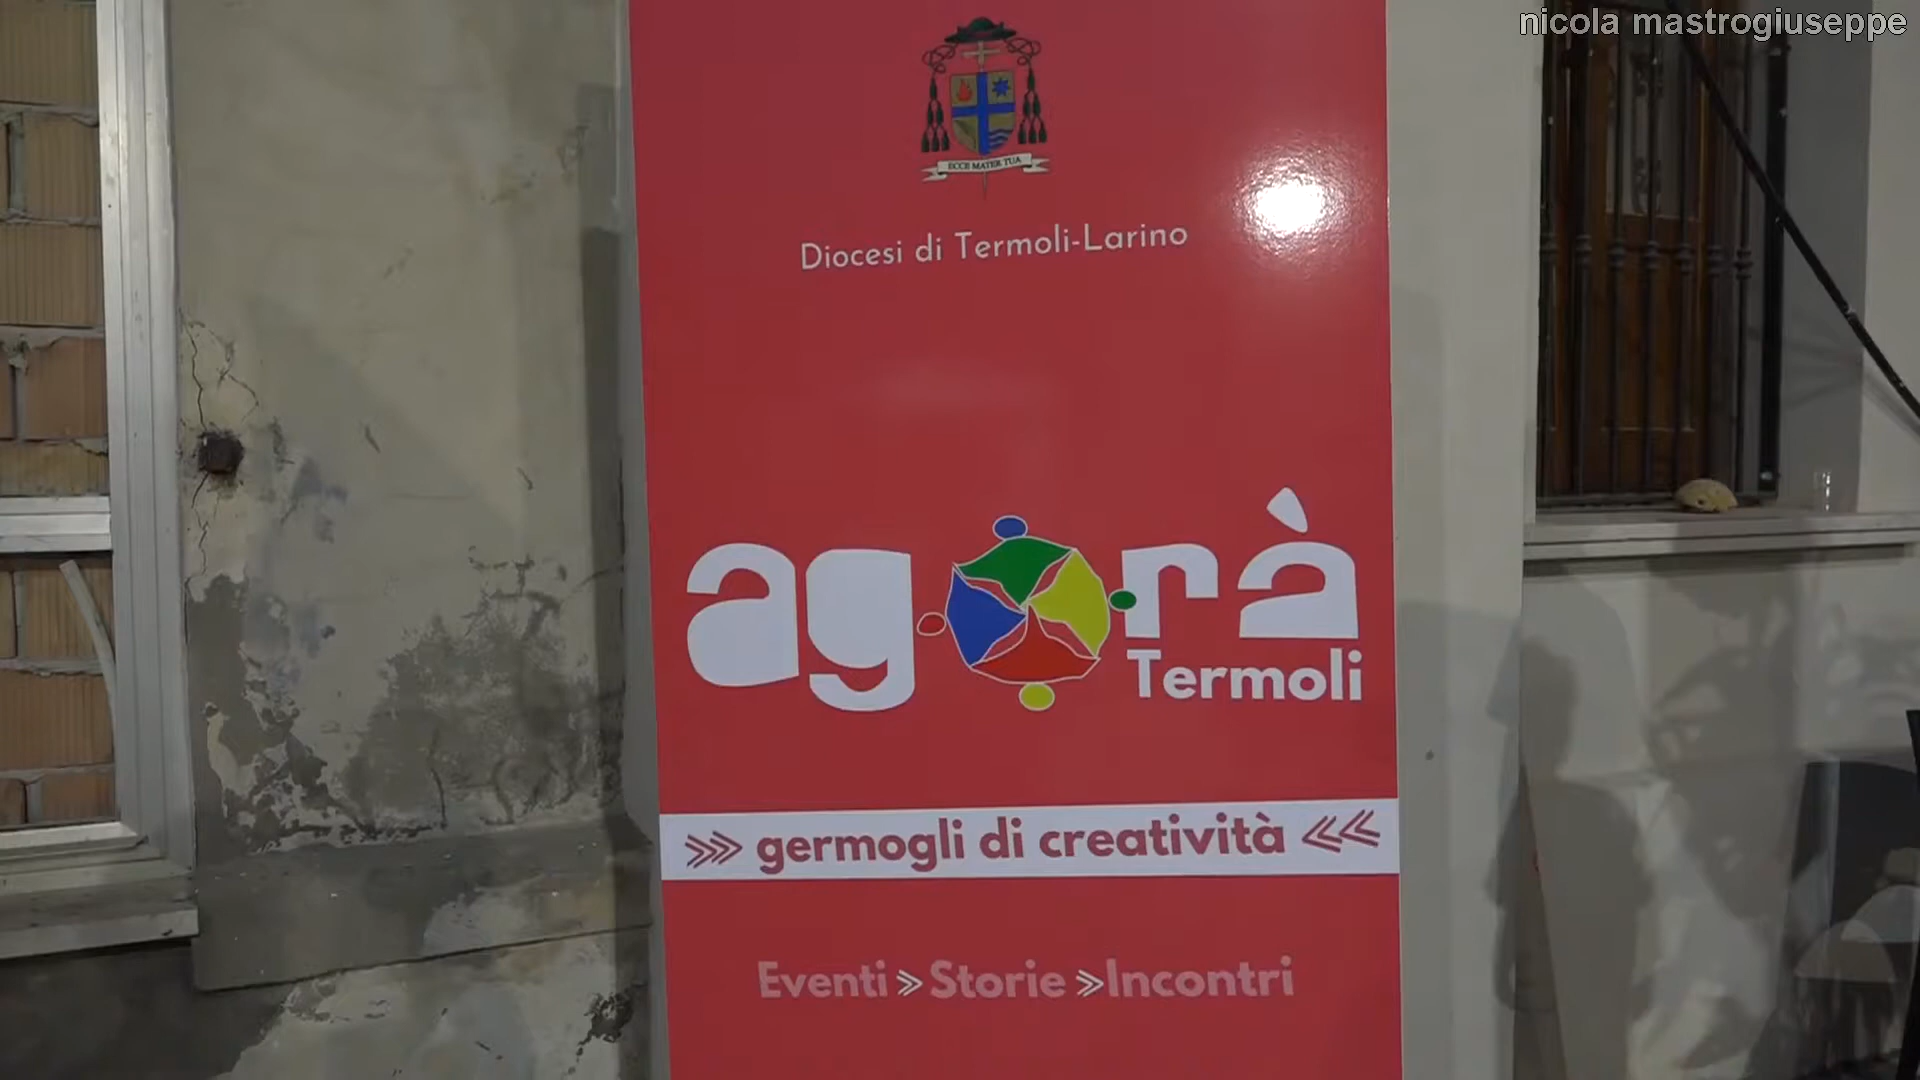 nicola mastrogiuseppe
ECCE MATER TUA
Diocesi di Termoli-Larino
agorà
Termoli
>>> germogli di creatività <<<
Eventi >> Storie >> Incontri